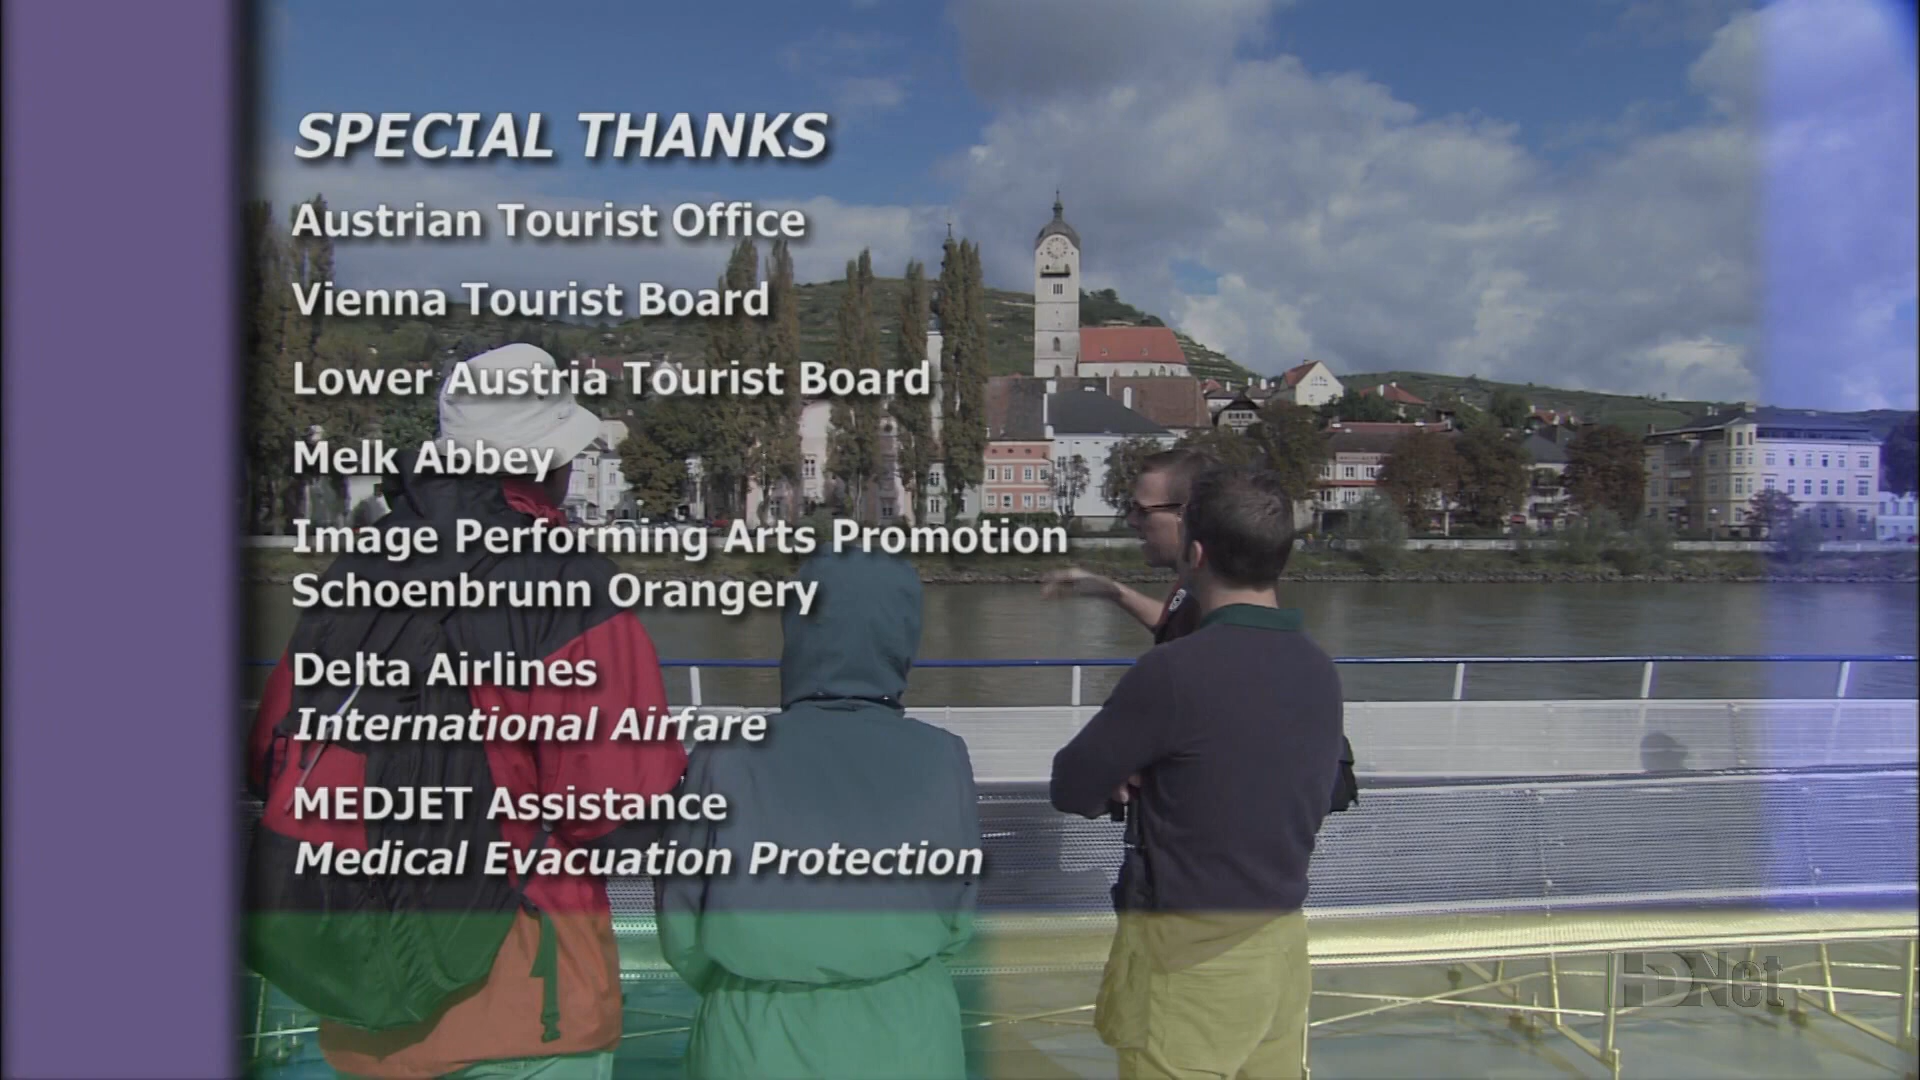 SPECIAL THANKS
Austrian Tourist Office
Vienna Tourist Board
Lower Austria Tourist Board
Melk Abbey
Image Performing Arts Promotion
Schoenbrunn Orangery
Delta Airlines
International Airfare
MEDJET Assistance
Medical Evacuation Protection
HDNet